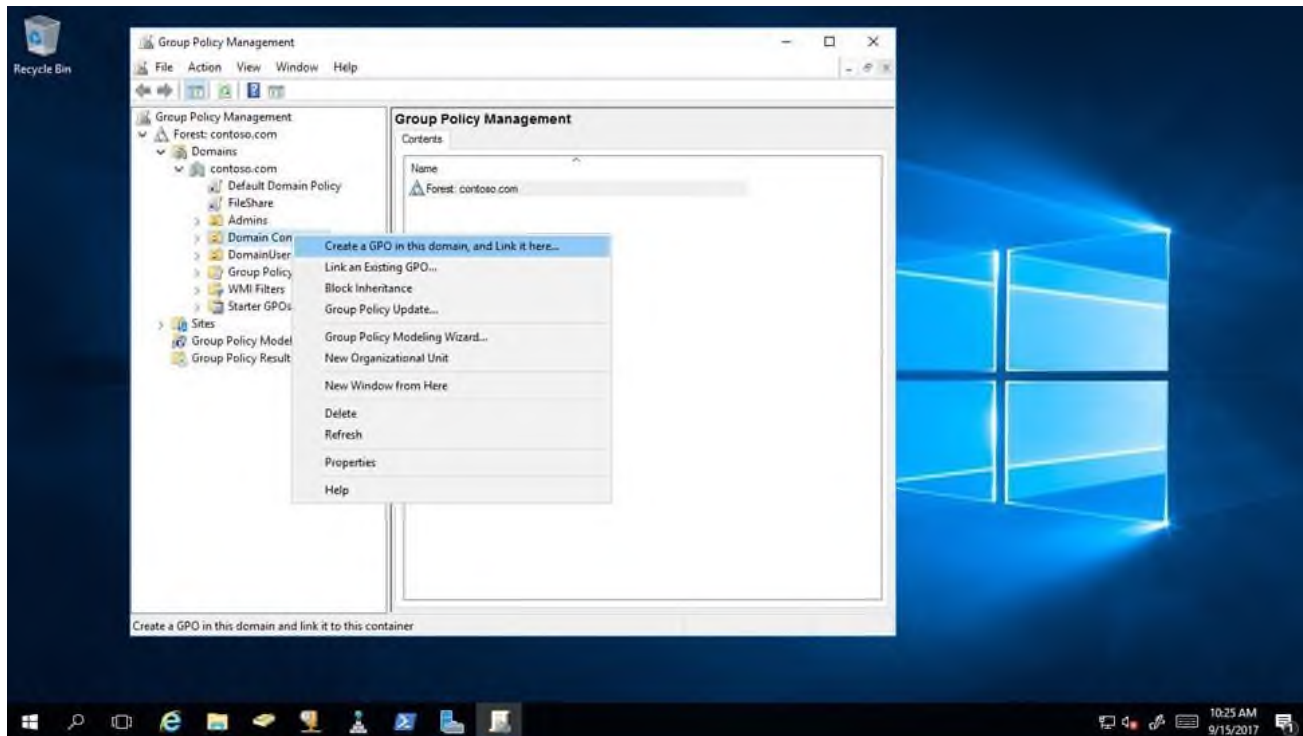 Recycle Bin
Group Policy Management
File Action View Window Help
Group Policy Management
Forest: contoso.com
Domains
contoso.com
Default Domain Policy
FileShare
Admins
Domain Con
DomainUser
Group Policy
WMI Filters
Starter GPOs
Sites
Group Policy Model
Group Policy Result
Group Policy Management
Contents
Name
Forest: contoso.com
Create a GPO in this domain, and Link it here...
Link an Existing GPO...
Block Inheritance
Group Policy Update...
Group Policy Modeling Wizard...
New Organizational Unit
New Window from Here
Delete
Refresh
Properties
Help
Create a GPO in this domain and link it to this container
10:25 AM
9/15/2017